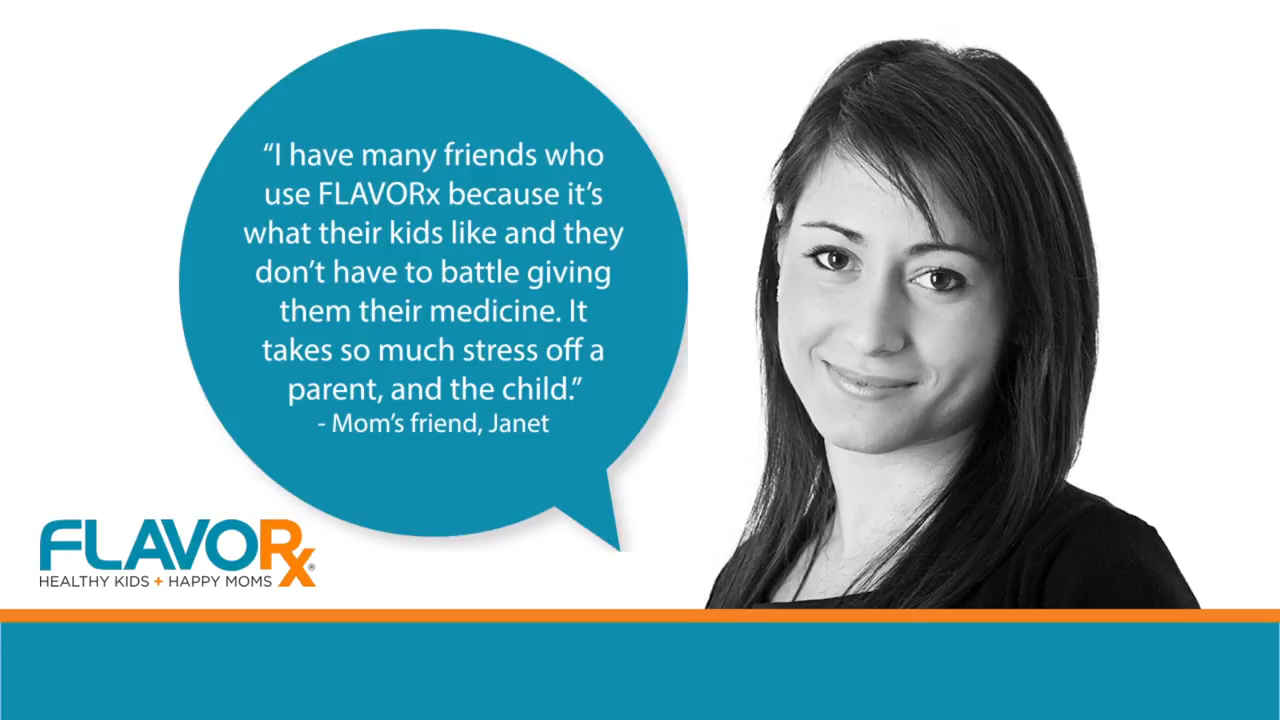 “I have many friends who
use FLAVORx because it’s
what their kids like and they
don’t have to battle giving
them their medicine. It
takes so much stress off a
parent, and the child.”
- Mom’s friend, Janet
FLAVORx®
HEALTHY KIDS + HAPPY MOMS